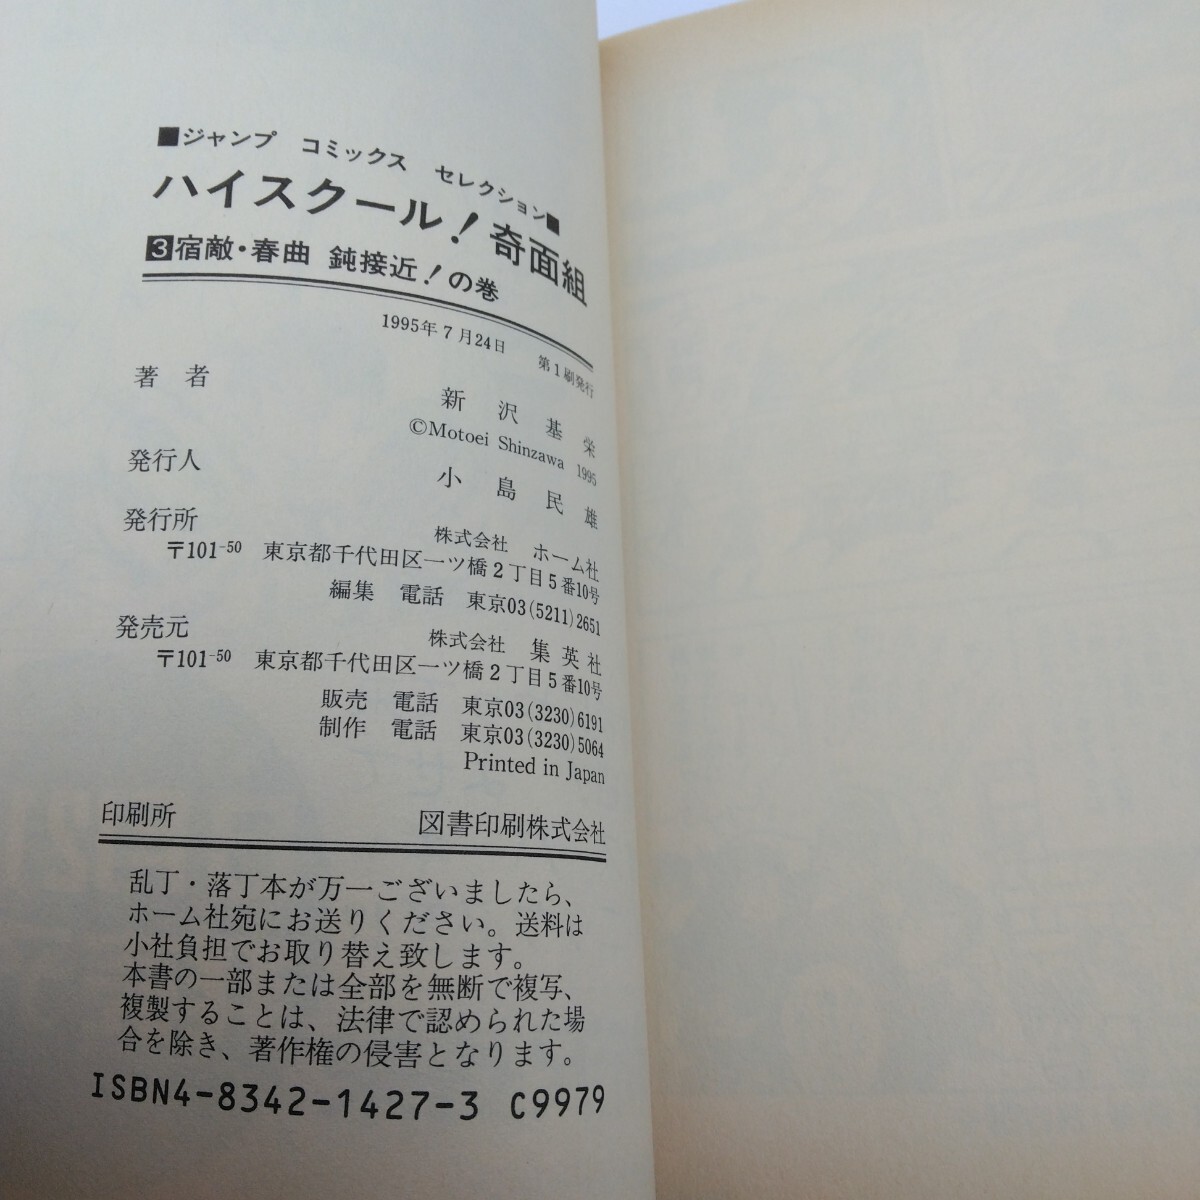 ■ジャンプ コミックス セレクション■
ハイスクール!奇面組
3宿敵・春曲 鈍接近!の巻
1995年7月24日 第1刷発行
著者 新沢基栄
©Motoei Shinzawa 1995
発行人 小島民雄
発行所 株式会社 ホーム社
〒101-50 東京都千代田区一ツ橋2丁目5番10号
編集 電話 東京03(5211)2651
発売元 株式会社 集英社
〒101-50 東京都千代田区一ツ橋2丁目5番10号
販売 電話 東京03(3230)6191
制作 電話 東京03(3230)5064
Printed in Japan
印刷所 図書印刷株式会社
乱丁・落丁本が万一ございましたら、
ホーム社宛にお送りください。送料は
小社負担でお取り替え致します。
本書の一部または全部を無断で複写、
複製することは、法律で認められた場
合を除き、著作権の侵害となります。
ISBN4-8342-1427-3 C9979